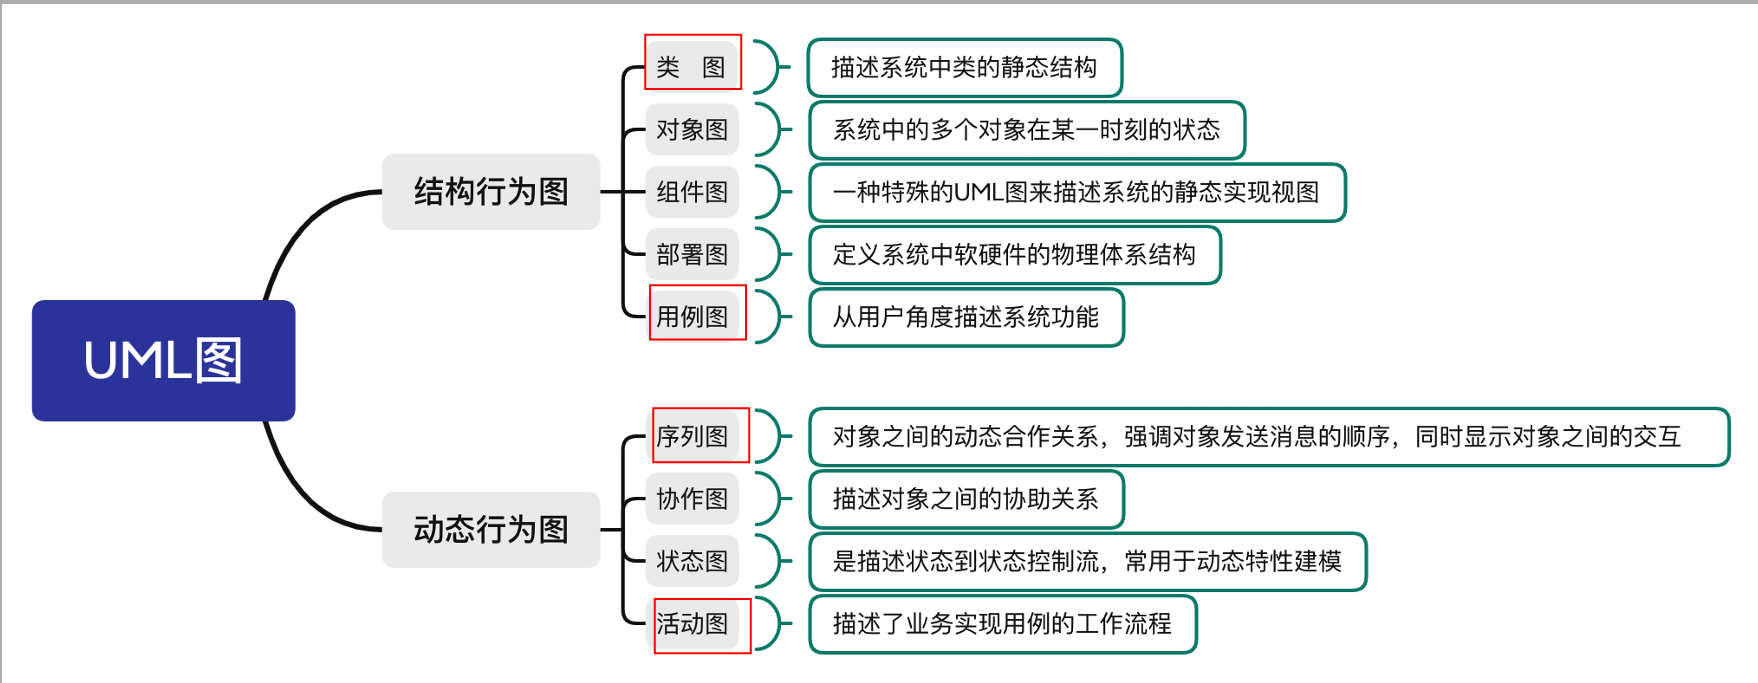 UML图
结构行为图
类 图
描述系统中类的静态结构
对象图
系统中的多个对象在某一时刻的状态
组件图
一种特殊的UML图来描述系统的静态实现视图
部署图
定义系统中软硬件的物理体系结构
用例图
从用户角度描述系统功能
动态行为图
序列图
对象之间的动态合作关系，强调对象发送消息的顺序，同时显示对象之间的交互
协作图
描述对象之间的协助关系
状态图
是描述状态到状态控制流，常用于动态特性建模
活动图
描述了业务实现用例的工作流程